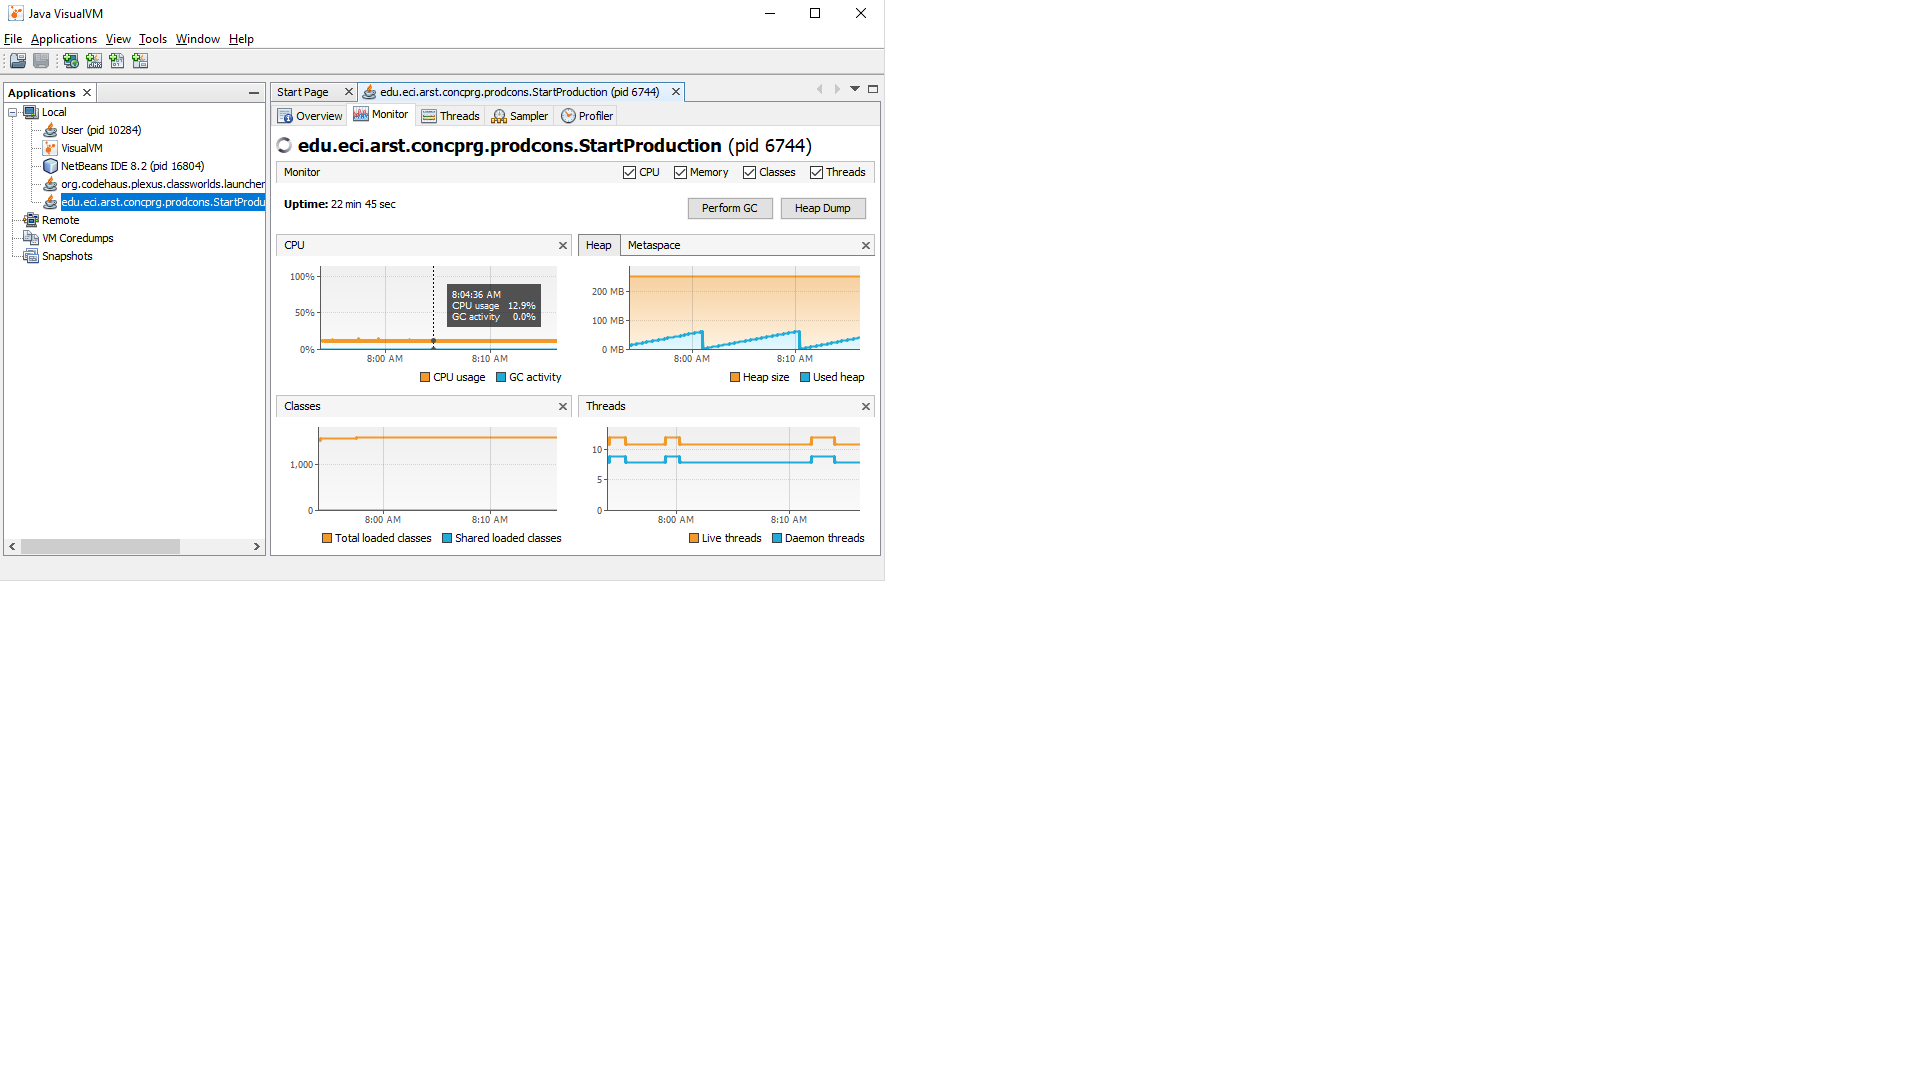 Java VisualVM
File Applications View Tools Window Help
Applications
Local
User (pid 10284)
VisualVM
NetBeans IDE 8.2 (pid 16804)
org.codehaus.plexus.classworlds.launcher
edu.eci.arst.concprg.prodcons.StartProdu
Remote
VM Coredumps
Snapshots
Start Page edu.eci.arst.concprg.prodcons.StartProduction (pid 6744)
Overview Monitor Threads Sampler Profiler
edu.eci.arst.concprg.prodcons.StartProduction (pid 6744)
Monitor CPU Memory Classes Threads
Uptime: 22 min 45 sec
Perform GC Heap Dump
CPU
100%
50%
0%
8:04:36 AM
CPU usage 12.9%
GC activity 0.0%
8:00 AM 8:10 AM
CPU usage GC activity
Heap Metaspace
200 MB
100 MB
0 MB
8:00 AM 8:10 AM
Heap size Used heap
Classes
1,000
0
8:00 AM 8:10 AM
Total loaded classes Shared loaded classes
Threads
10
5
0
8:00 AM 8:10 AM
Live threads Daemon threads